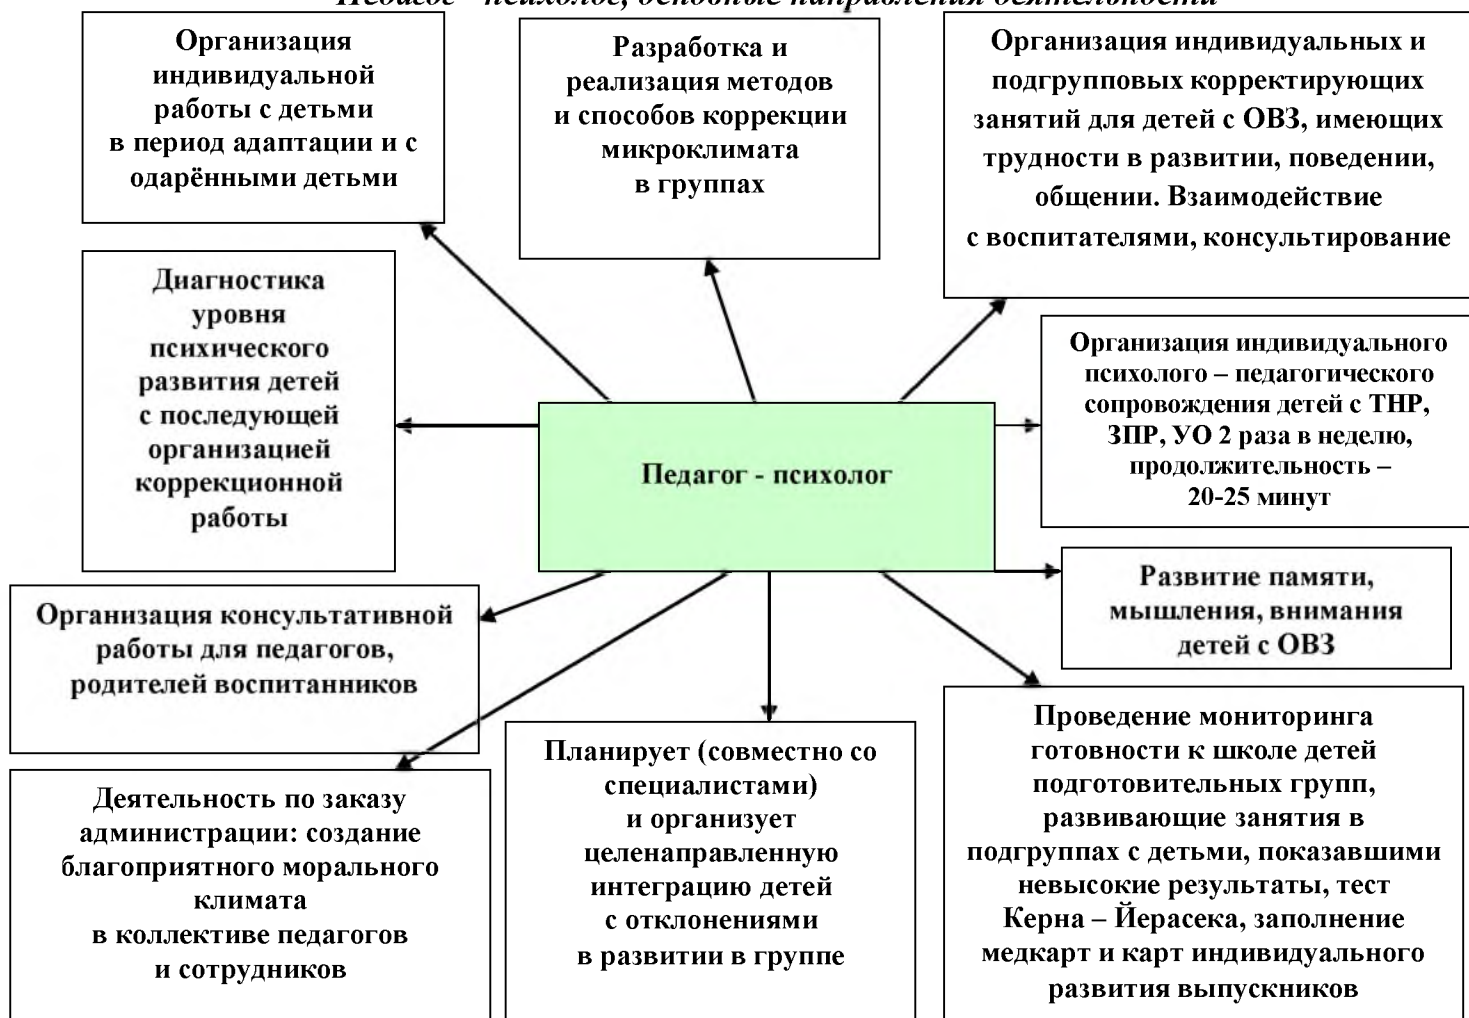 Педагог - психолог, основные направления деятельности
Организация
индивидуальной
работы с детьми
в период адаптации и с
одарёнными детьми
Разработка и
реализация методов
и способов коррекции
микроклимата
в группах
Организация индивидуальных и
подгрупповых корректирующих
занятий для детей с ОВЗ, имеющих
трудности в развитии, поведении,
общении. Взаимодействие
с воспитателями, консультирование
Диагностика
уровня
психического
развития детей
с последующей
организацией
коррекционной
работы
Организация индивидуального
психолого – педагогического
сопровождения детей с ТНР,
ЗПР, УО 2 раза в неделю,
продолжительность –
20-25 минут
Педагог - психолог
Развитие памяти,
мышления, внимания
детей с ОВЗ
Организация консультативной
работы для педагогов,
родителей воспитанников
Деятельность по заказу
администрации: создание
благоприятного морального
климата
в коллективе педагогов
и сотрудников
Планирует (совместно со
специалистами)
и организует
целенаправленную
интеграцию детей
с отклонениями
в развитии в группе
Проведение мониторинга
готовности к школе детей
подготовительных групп,
развивающие занятия в
подгруппах с детьми, показавшими
невысокие результаты, тест
Керна – Йерасека, заполнение
медкарт и карт индивидуального
развития выпускников